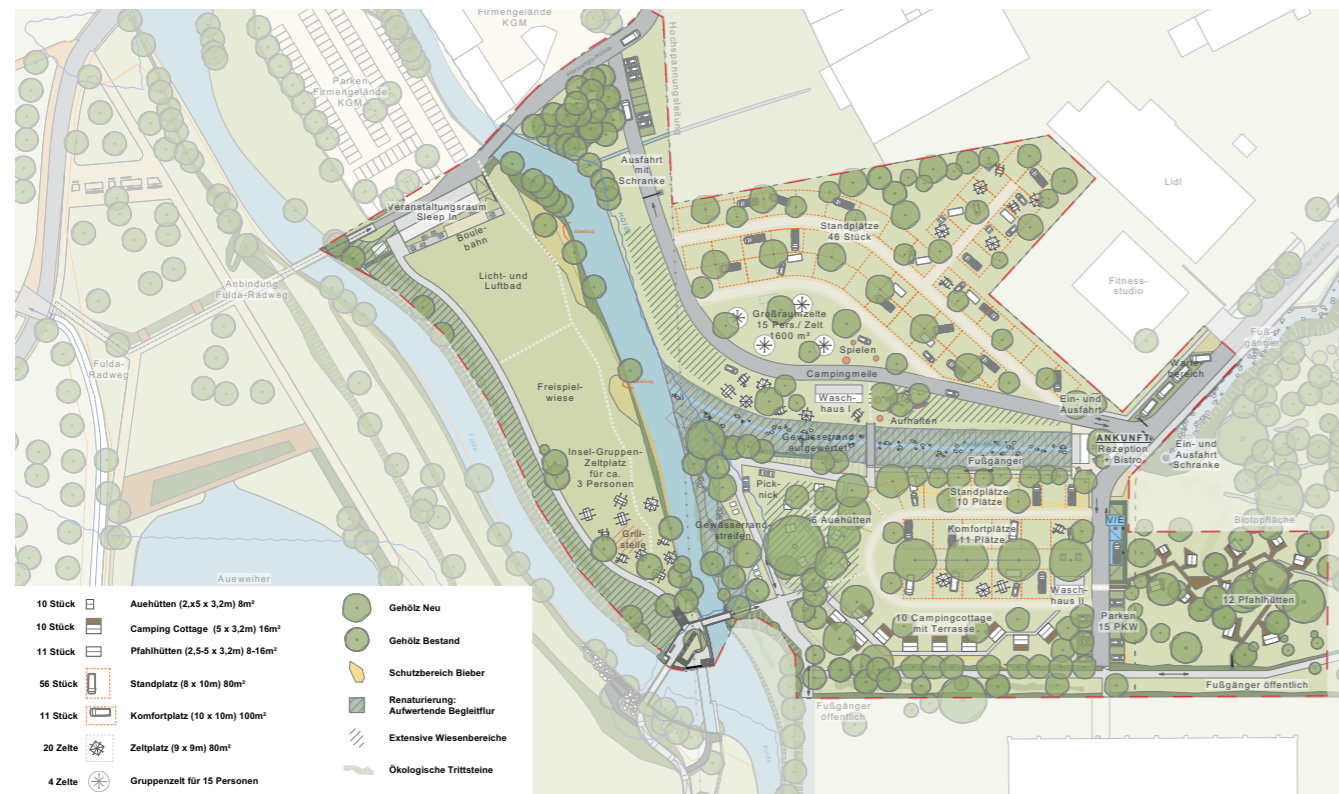 Firmengelände
KGM
Parken
Firmengelände
KGM
Hochspannungsleitung
Ausfahrt
mit
Schranke
Veranstaltungsraum
Sleep In
Boule-
bahn
Licht- und
Luftbad
Anbindung
Fulda-Radweg
Fulda-
Radweg
Freispiel-
wiese
Insel-Gruppen-
Zeltplatz
für ca.
3 Personen
Grill-
stelle
Aueweiher
Fulda
Standplätze
46 Stück
Lidl
Fitness-
studio
Großraumzelte
15 Pers./ Zelt
1600 m²
Spielen
Campingmeile
Wasch-
haus I
Aufhalten
Warte-
bereich
Fuß-
gänger
Ein- und
Ausfahrt
ANKUNFT
Rezeption
Bistro
Ein- und
Ausfahrt
Schranke
Gewässerrand
aufgewertet
Fußgänger
Pick-
nick
Standplätze
10 Plätze
6 Auehütten
Gewässerrand-
streifen
Komfortplätze
11 Plätze
V/E
Biotopfläche
Wasch-
haus II
12 Pfahlhütten
10 Campingcottage
mit Terrasse
Parken
15 PKW
Fußgänger öffentlich
Fußgänger
öffentlich
Fulda
10 Stück Auehütten (2,x5 x 3,2m) 8m²
10 Stück Camping Cottage (5 x 3,2m) 16m²
11 Stück Pfahlhütten (2,5-5 x 3,2m) 8-16m²
56 Stück Standplatz (8 x 10m) 80m²
11 Stück Komfortplatz (10 x 10m) 100m²
20 Zelte Zeltplatz (9 x 9m) 80m²
4 Zelte Gruppenzelt für 15 Personen
Gehölz Neu
Gehölz Bestand
Schutzbereich Bieber
Renaturierung:
Aufwertende Begleitflur
Extensive Wiesenbereiche
Ökologische Trittsteine